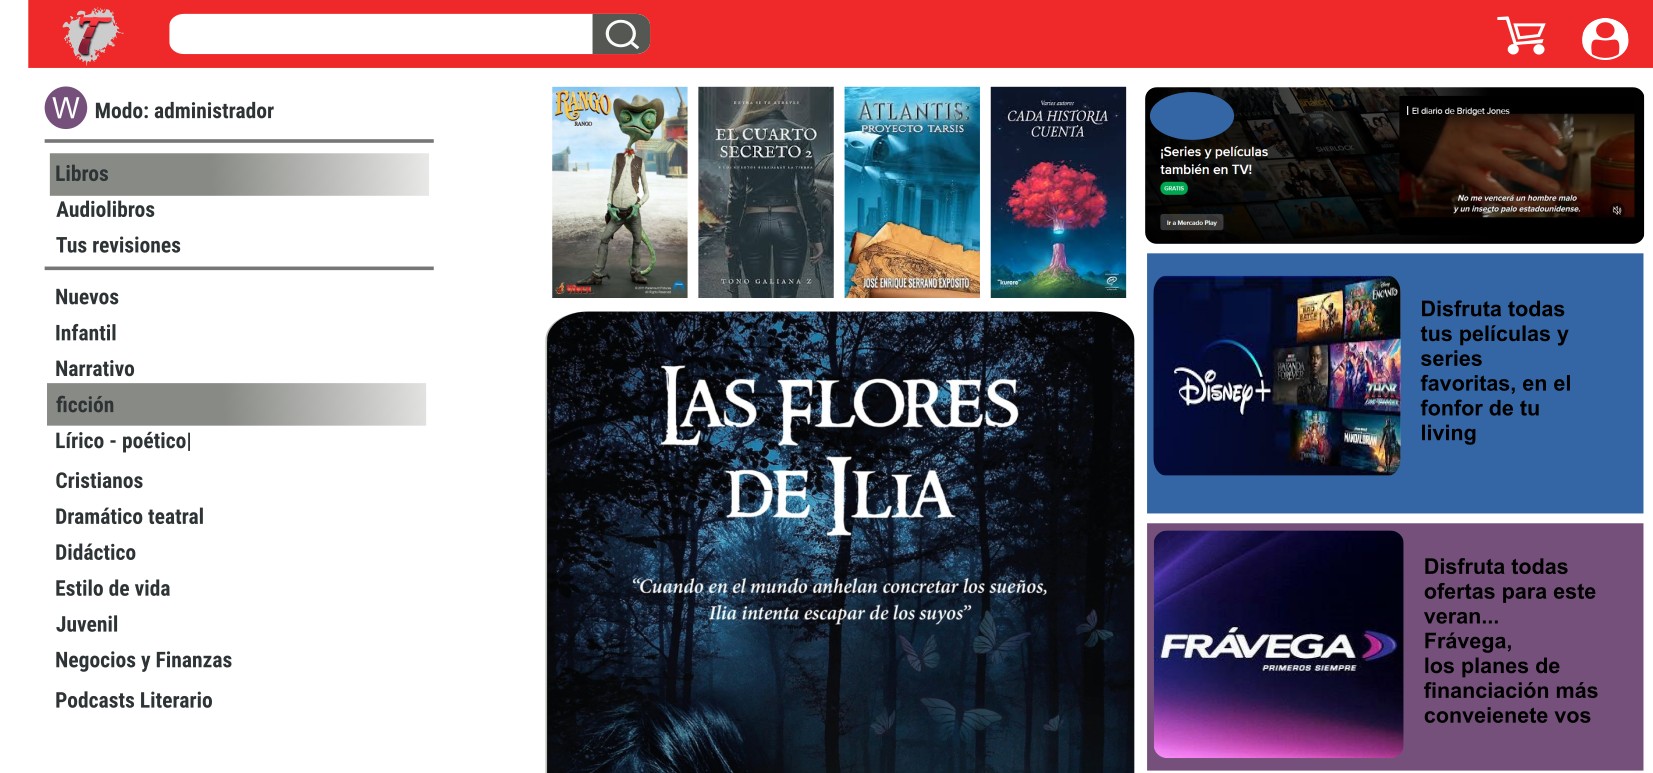 T
W Modo: administrador
Libros
Audiolibros
Tus revisiones
Nuevos
Infantil
Narrativo
ficción
Lírico - poético|
Cristianos
Dramático teatral
Didáctico
Estilo de vida
Juvenil
Negocios y Finanzas
Podcasts Literario
RANGO
RANGO
EL CUARTO
SECRETO 2
TONO GALIANA Z
ATLANTIS:
PROYECTO TARSIS
JOSÉ ENRIQUE SERRANO EXPÓSITO
Varios autores
CADA HISTORIA
CUENTA
"kurere"
LAS FLORES
DE ILIA
“Cuando en el mundo anhelan concretar los sueños,
Ilia intenta escapar de los suyos”
¡Series y películas
también en TV!
GRATIS
Ir a Mercado Play
SHERLOCK
El diario de Bridget Jones
No me vencerá un hombre malo
y un insecto palo estadounidense.
Disney+
ENCANTO
THOR
MANDALORIAN
Disfruta todas
tus películas y
series
favoritas, en el
fonfor de tu
living
FRÁVEGA
PRIMEROS SIEMPRE
Disfruta todas
ofertas para este
veran...
Frávega,
los planes de
financiación más
conveienete vos